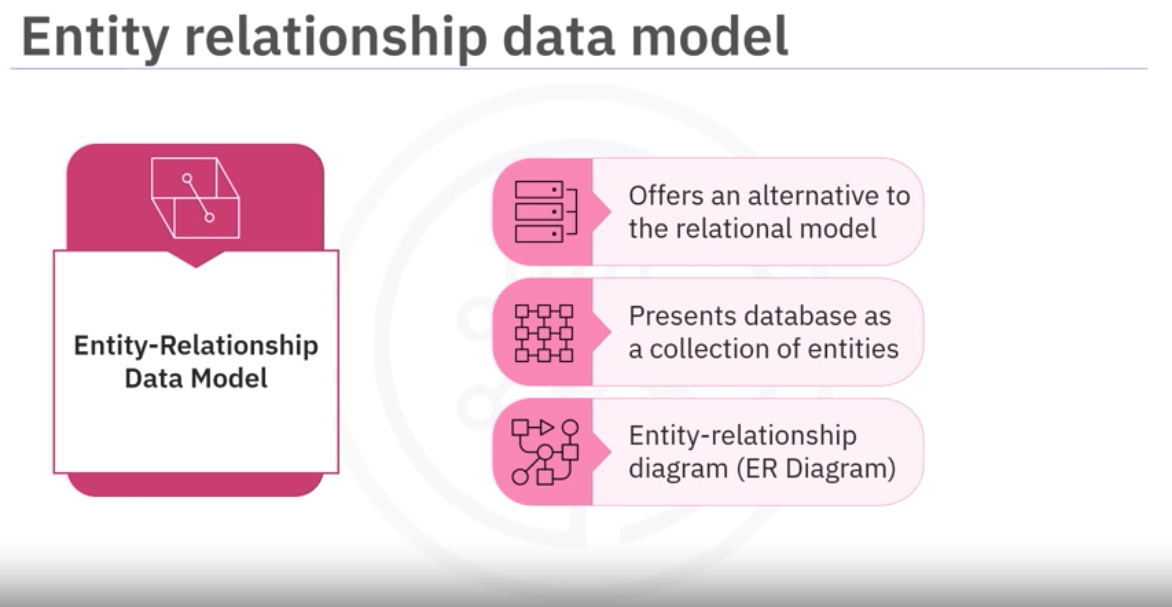 Entity relationship data model
Entity-Relationship
Data Model
Offers an alternative to
the relational model
Presents database as
a collection of entities
Entity-relationship
diagram (ER Diagram)